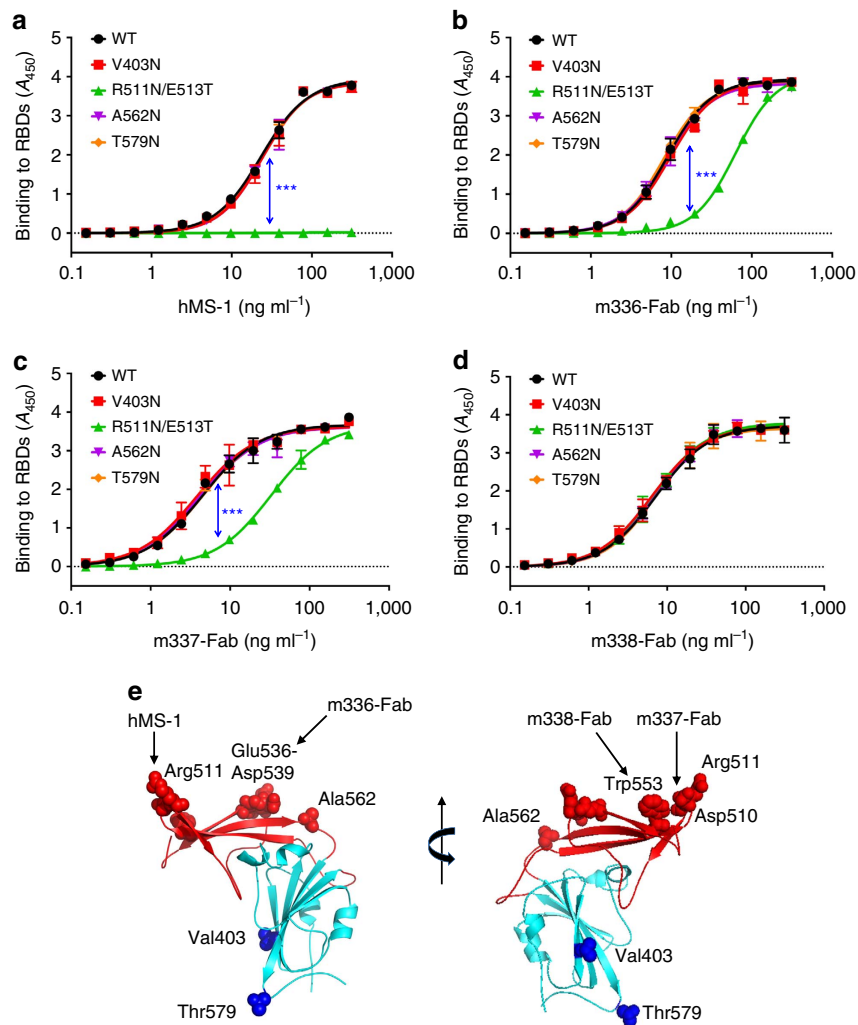 a
WT
V403N
R511N/E513T
A562N
T579N
Binding to RBDs (A450)
5
4
3
2
1
0
***
0.1
1
10
100
1,000
hMS-1 (ng ml−1)
b
WT
V403N
R511N/E513T
A562N
T579N
Binding to RBDs (A450)
5
4
3
2
1
0
***
0.1
1
10
100
1,000
m336-Fab (ng ml−1)
c
WT
V403N
R511N/E513T
A562N
T579N
Binding to RBDs (A450)
5
4
3
2
1
0
***
0.1
1
10
100
1,000
m337-Fab (ng ml−1)
d
WT
V403N
R511N/E513T
A562N
T579N
Binding to RBDs (A450)
5
4
3
2
1
0
0.1
1
10
100
1,000
m338-Fab (ng ml−1)
e
hMS-1
m336-Fab
Arg511
Glu536-
Asp539
Ala562
Val403
Thr579
m338-Fab
m337-Fab
Arg511
Trp553
Ala562
Asp510
Val403
Thr579